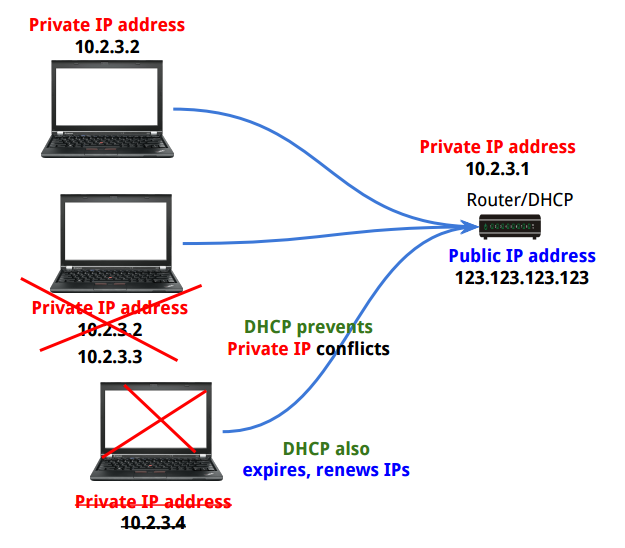 Private IP address
10.2.3.2
Private IP address
10.2.3.1
Router/DHCP
Public IP address
123.123.123.123
Private IP address
10.2.3.2
10.2.3.3
DHCP prevents
Private IP conflicts
DHCP also
expires, renews IPs
Private IP address
10.2.3.4